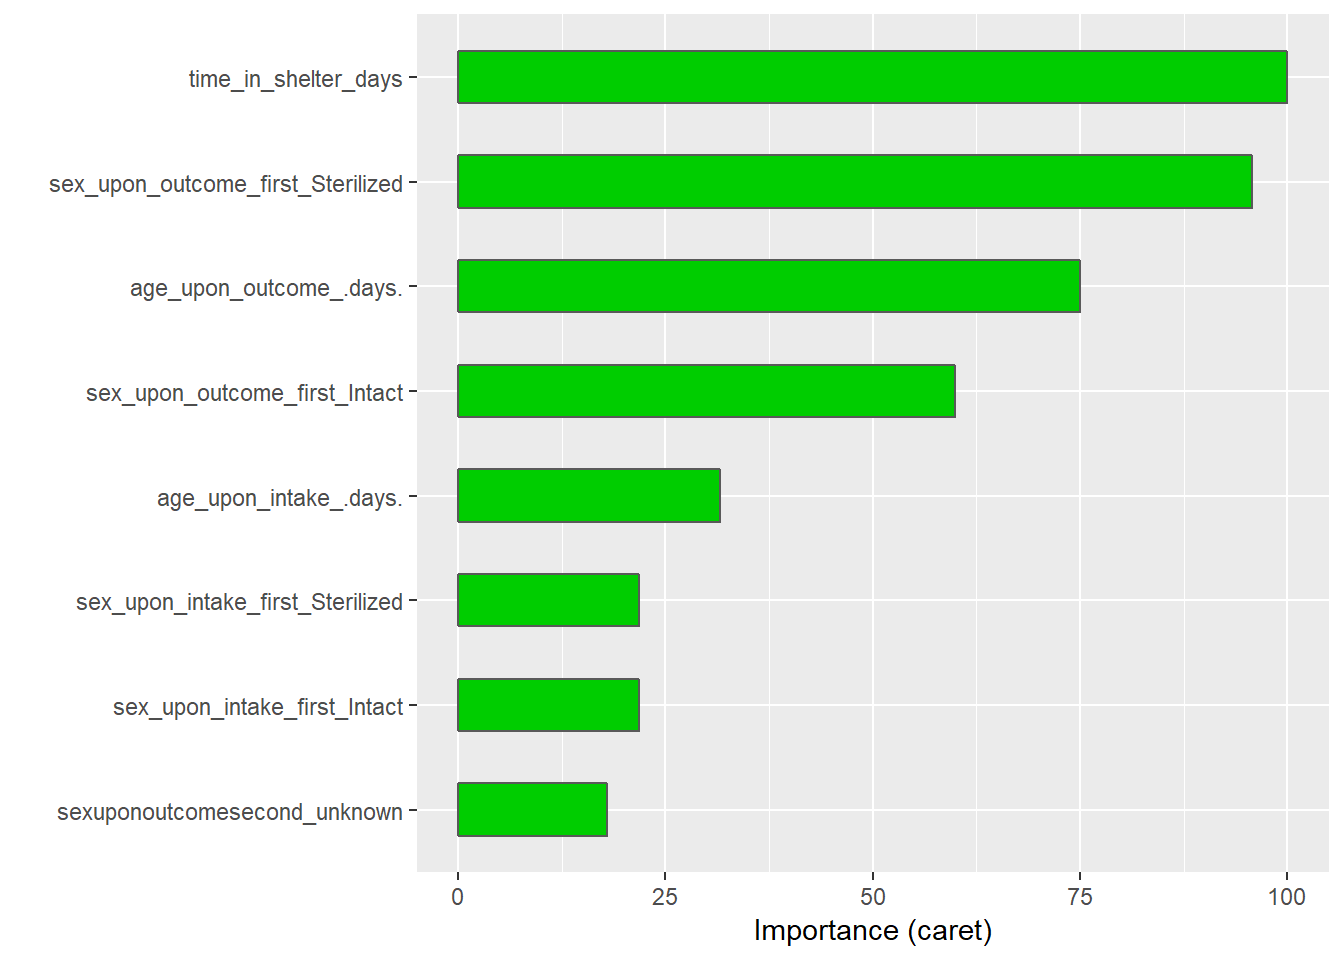 time_in_shelter_days
sex_upon_outcome_first_Sterilized
age_upon_outcome_.days.
sex_upon_outcome_first_Intact
age_upon_intake_.days.
sex_upon_intake_first_Sterilized
sex_upon_intake_first_Intact
sexuponoutcomesecond_unknown
0 25 50 75 100
Importance (caret)